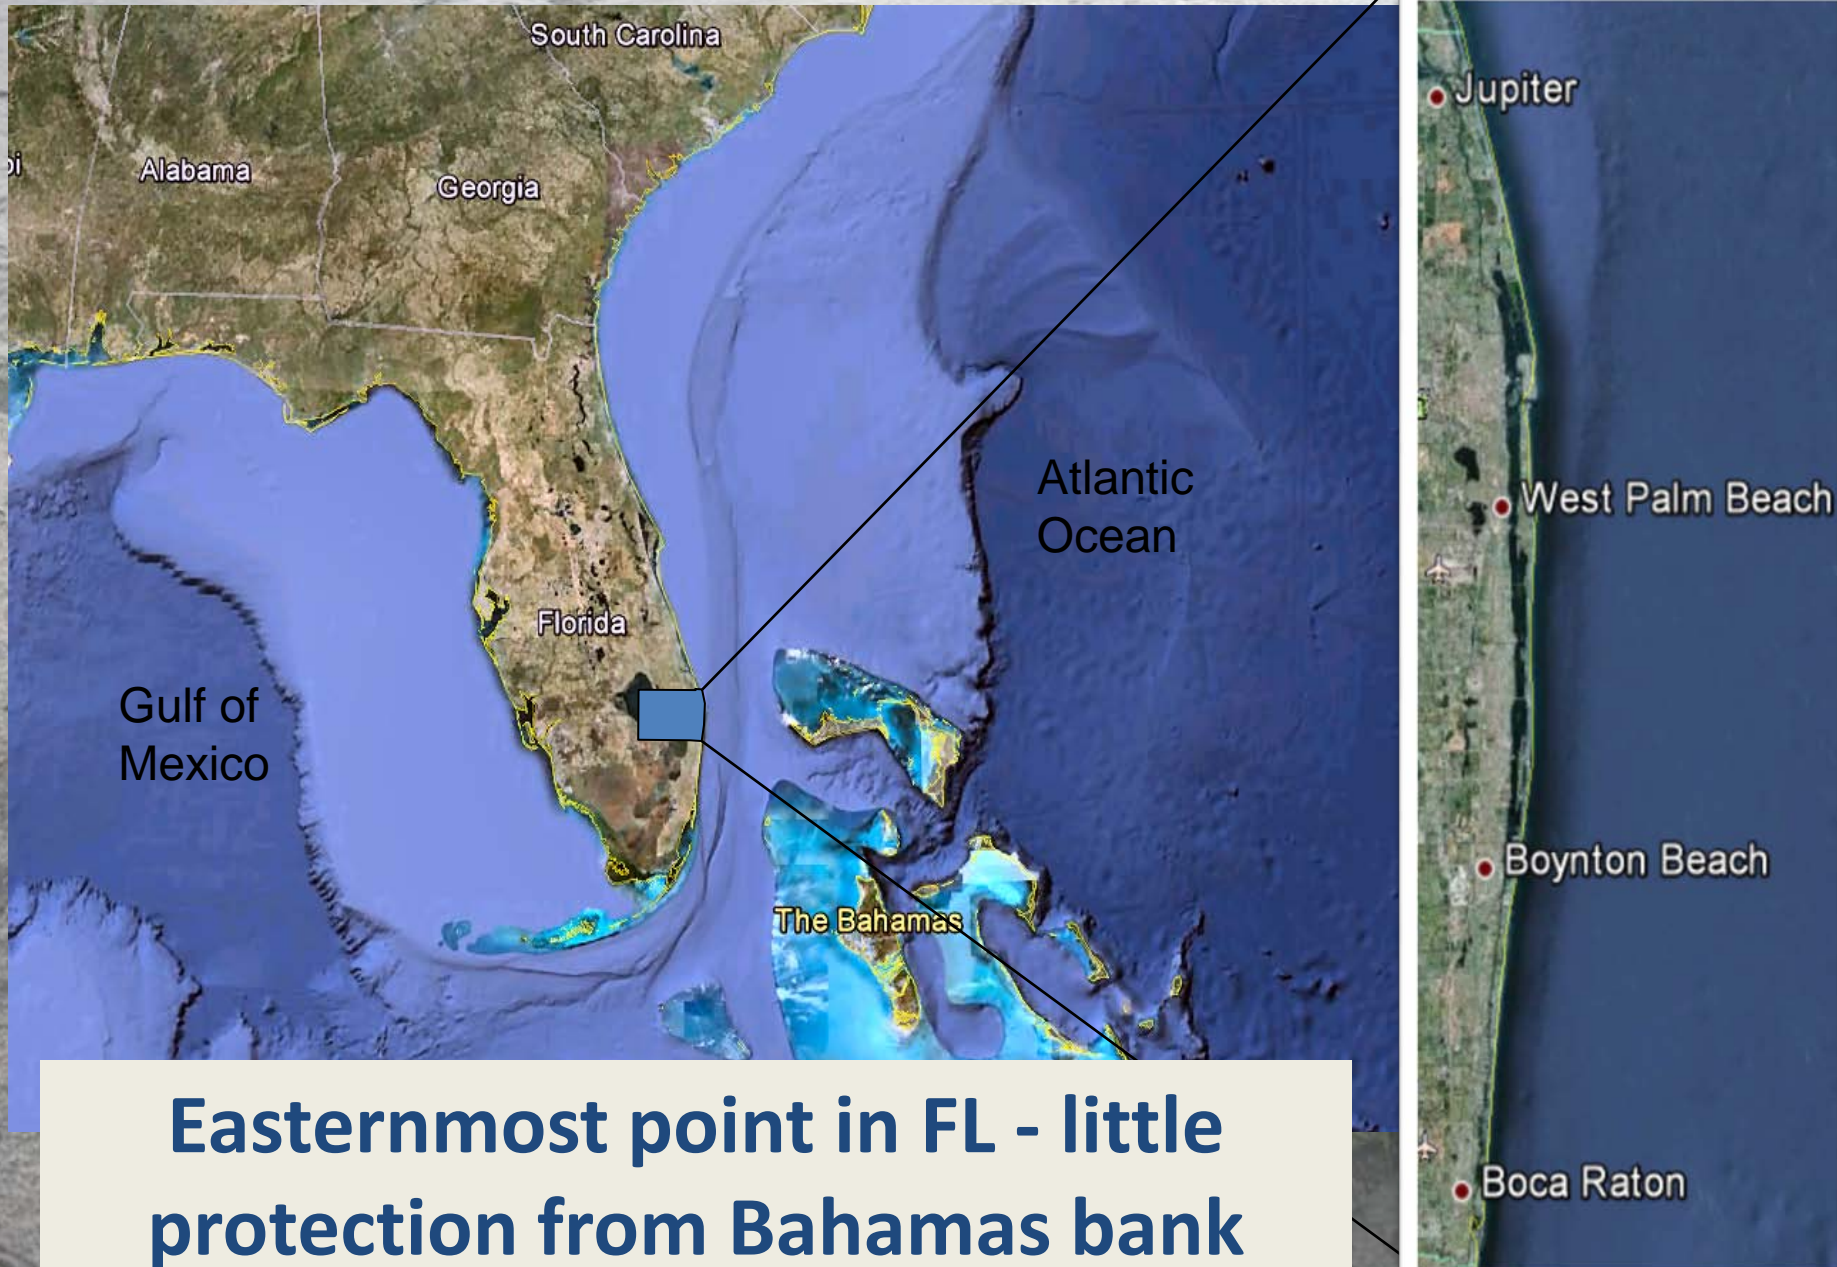 South Carolina
Alabama
Georgia
pi
Florida
Atlantic
Ocean
Gulf of
Mexico
The Bahamas
Easternmost point in FL - little
protection from Bahamas bank
Jupiter
West Palm Beach
Boynton Beach
Boca Raton